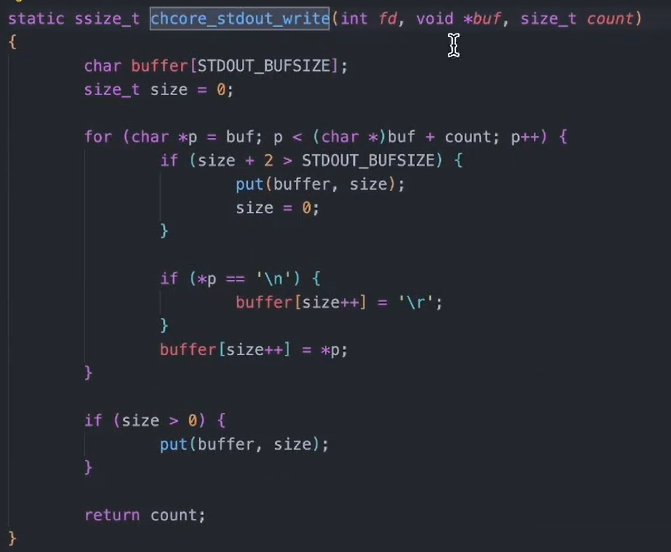 static ssize_t chcore_stdout_write(int fd, void *buf, size_t count)
{
        char buffer[STDOUT_BUFSIZE];
        size_t size = 0;

        for (char *p = buf; p < (char *)buf + count; p++) {
                if (size + 2 > STDOUT_BUFSIZE) {
                        put(buffer, size);
                        size = 0;
                }

                if (*p == '\n') {
                        buffer[size++] = '\r';
                }
                buffer[size++] = *p;
        }

        if (size > 0) {
                put(buffer, size);
        }

        return count;
}